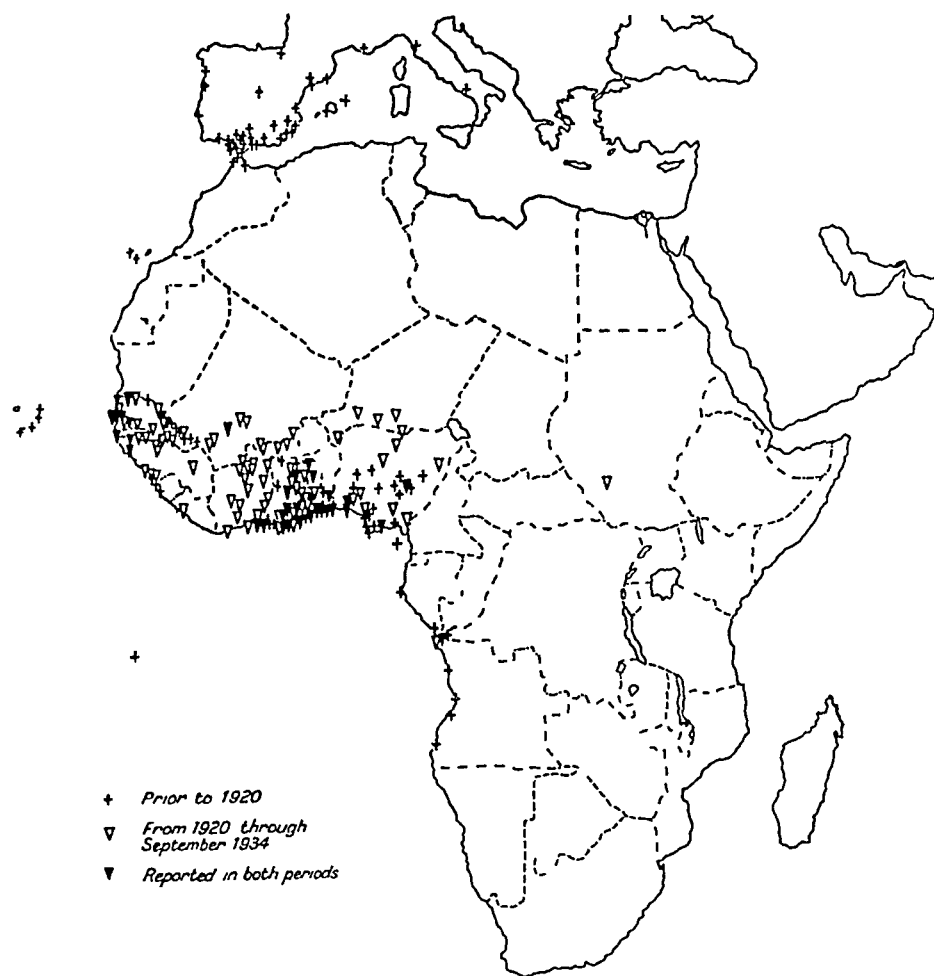 Prior to 1920
From 1920 through
September 1934
Reported in both periods